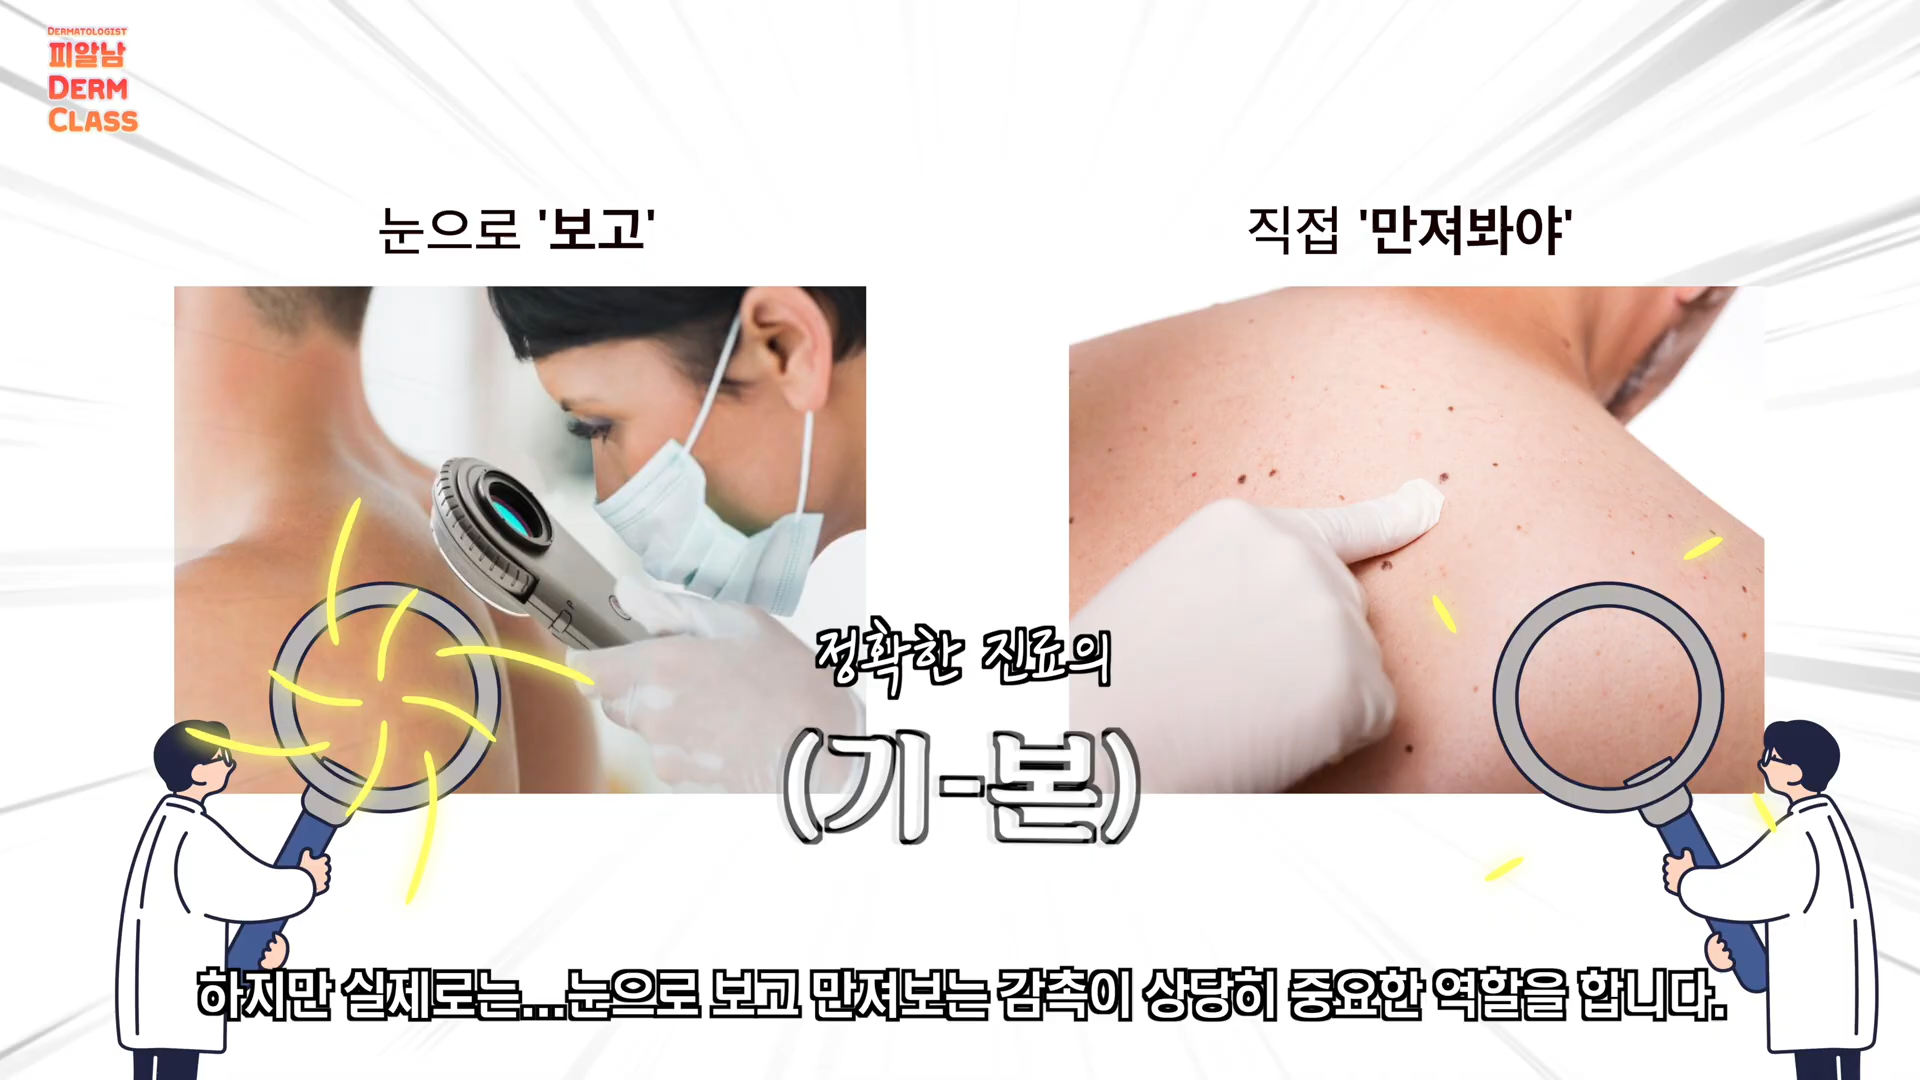 DERMATOLOGIST
피알남
DERM
CLASS
눈으로 '보고'
직접 '만져봐야'
정확한 진료의
(기-본)
하지만 실제로는...눈으로 보고 만져보는 감촉이 상당히 중요한 역할을 합니다.